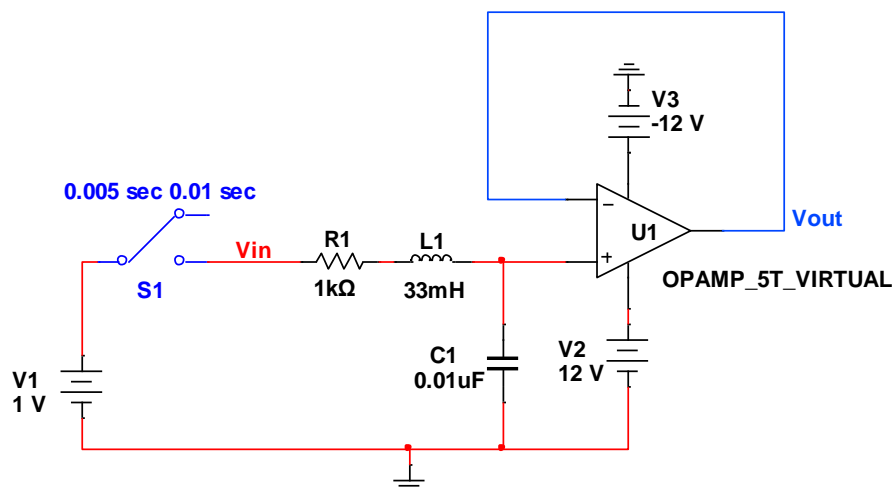 V3
-12 V
0.005 sec 0.01 sec
Vout
Vin
R1
L1
U1
S1
1kΩ
33mH
OPAMP_5T_VIRTUAL
V1
1 V
C1
0.01uF
V2
12 V